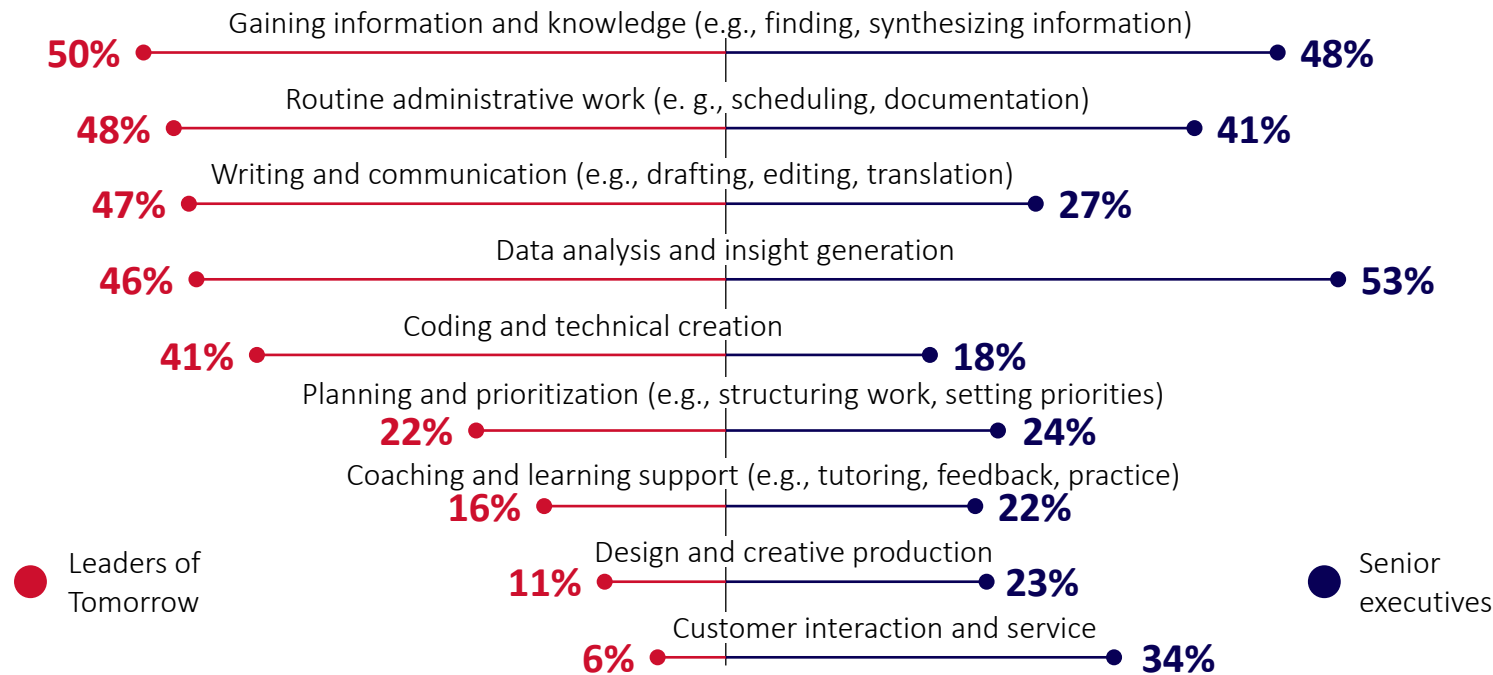 Gaining information and knowledge (e.g., finding, synthesizing information)
50% 48%
Routine administrative work (e. g., scheduling, documentation)
48% 41%
Writing and communication (e.g., drafting, editing, translation)
47% 27%
Data analysis and insight generation
46% 53%
Coding and technical creation
41% 18%
Planning and prioritization (e.g., structuring work, setting priorities)
22% 24%
Coaching and learning support (e.g., tutoring, feedback, practice)
16% 22%
Design and creative production
11% 23%
Leaders of
Tomorrow
Senior
executives
Customer interaction and service
6% 34%